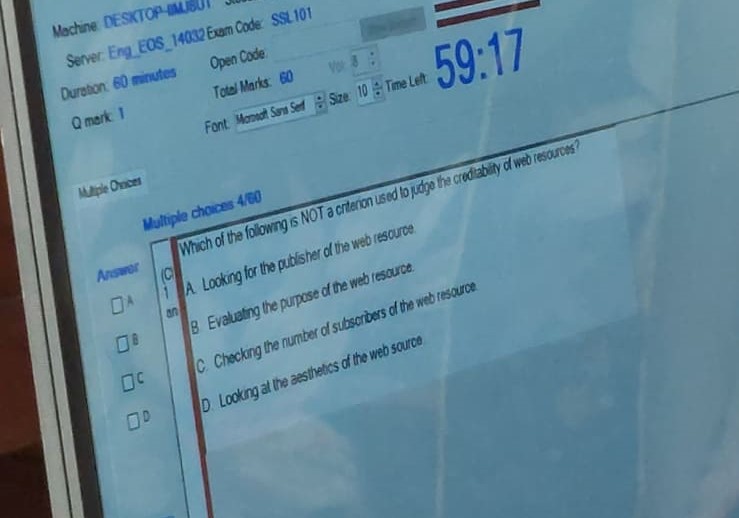 Machine: DESKTOP-
Server: Eng_EOS_14032 Exam Code: SSL101
Duration: 60 minutes Open Code:
Q mark: 1 Total Marks: 60 8
Font: Microsoft Sans Serif Size: 10 Time Left: 59:17
Multiple Choices
Multiple choices 4/60
Answer
Which of the following is NOT a criterion used to judge the creditability of web resources?
A. Looking for the publisher of the web resource.
B. Evaluating the purpose of the web resource.
C. Checking the number of subscribers of the web resource.
D. Looking at the aesthetics of the web source
(C
1
an
A
B
C
D